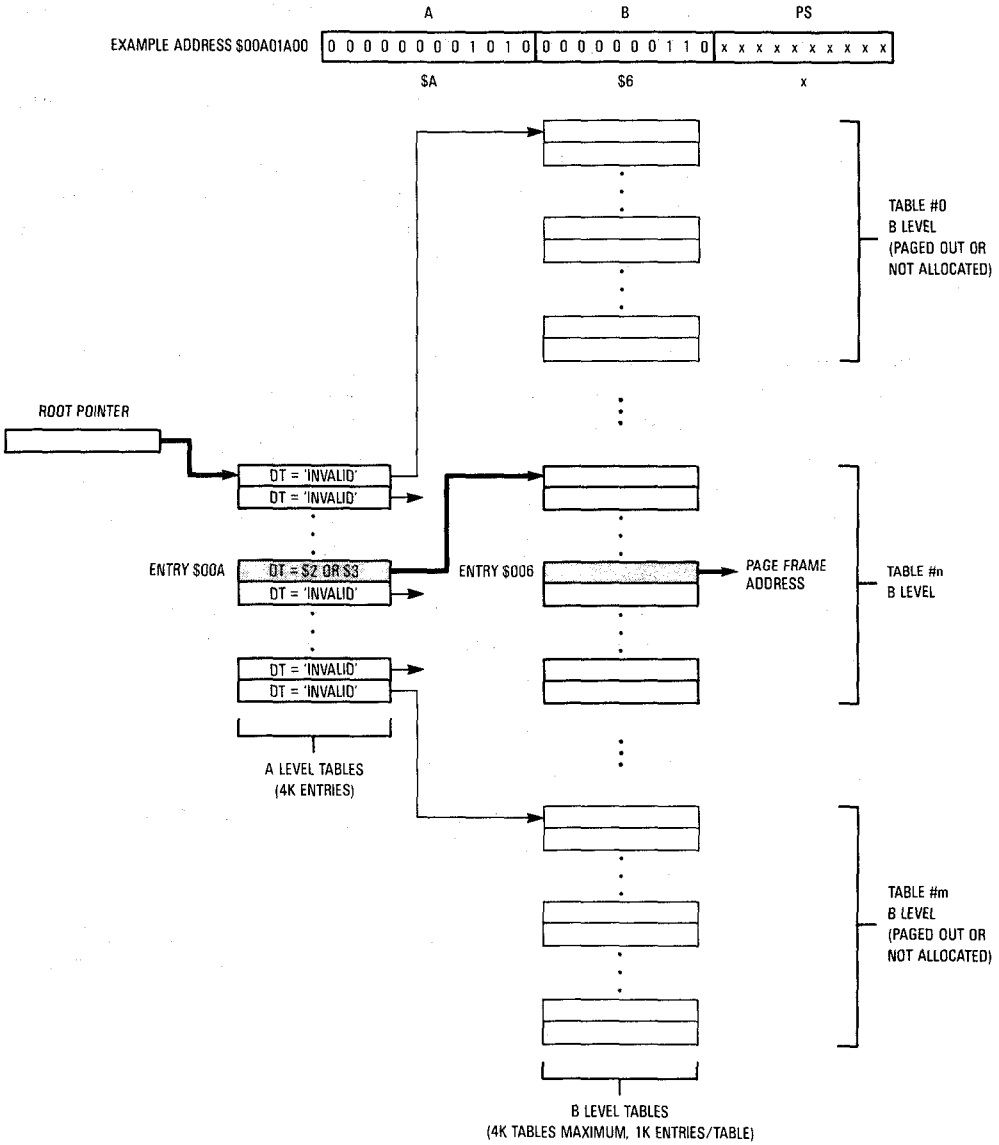 A B PS
EXAMPLE ADDRESS $00A01A00 0 0 0 0 0 0 0 0 1 0 1 0 0 0 0 0 0 0 0 1 1 0 x x x x x x x x x x
$A $6 x
TABLE #0
B LEVEL
(PAGED OUT OR
NOT ALLOCATED)
ROOT POINTER
DT = 'INVALID'
DT = 'INVALID'
ENTRY $00A DT = $2 OR $3
DT = 'INVALID'
DT = 'INVALID'
DT = 'INVALID'
A LEVEL TABLES
(4K ENTRIES)
ENTRY $006
PAGE FRAME
ADDRESS
TABLE #n
B LEVEL
TABLE #m
B LEVEL
(PAGED OUT OR
NOT ALLOCATED)
B LEVEL TABLES
(4K TABLES MAXIMUM, 1K ENTRIES/TABLE)